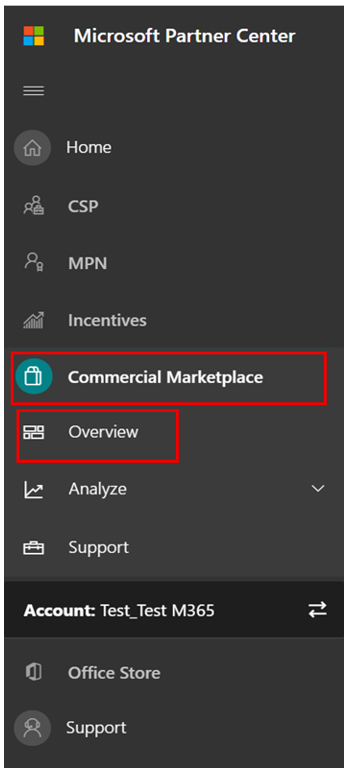 Microsoft Partner Center
Home
CSP
MPN
Incentives
Commercial Marketplace
Overview
Analyze
Support
Account: Test_Test M365
Office Store
Support